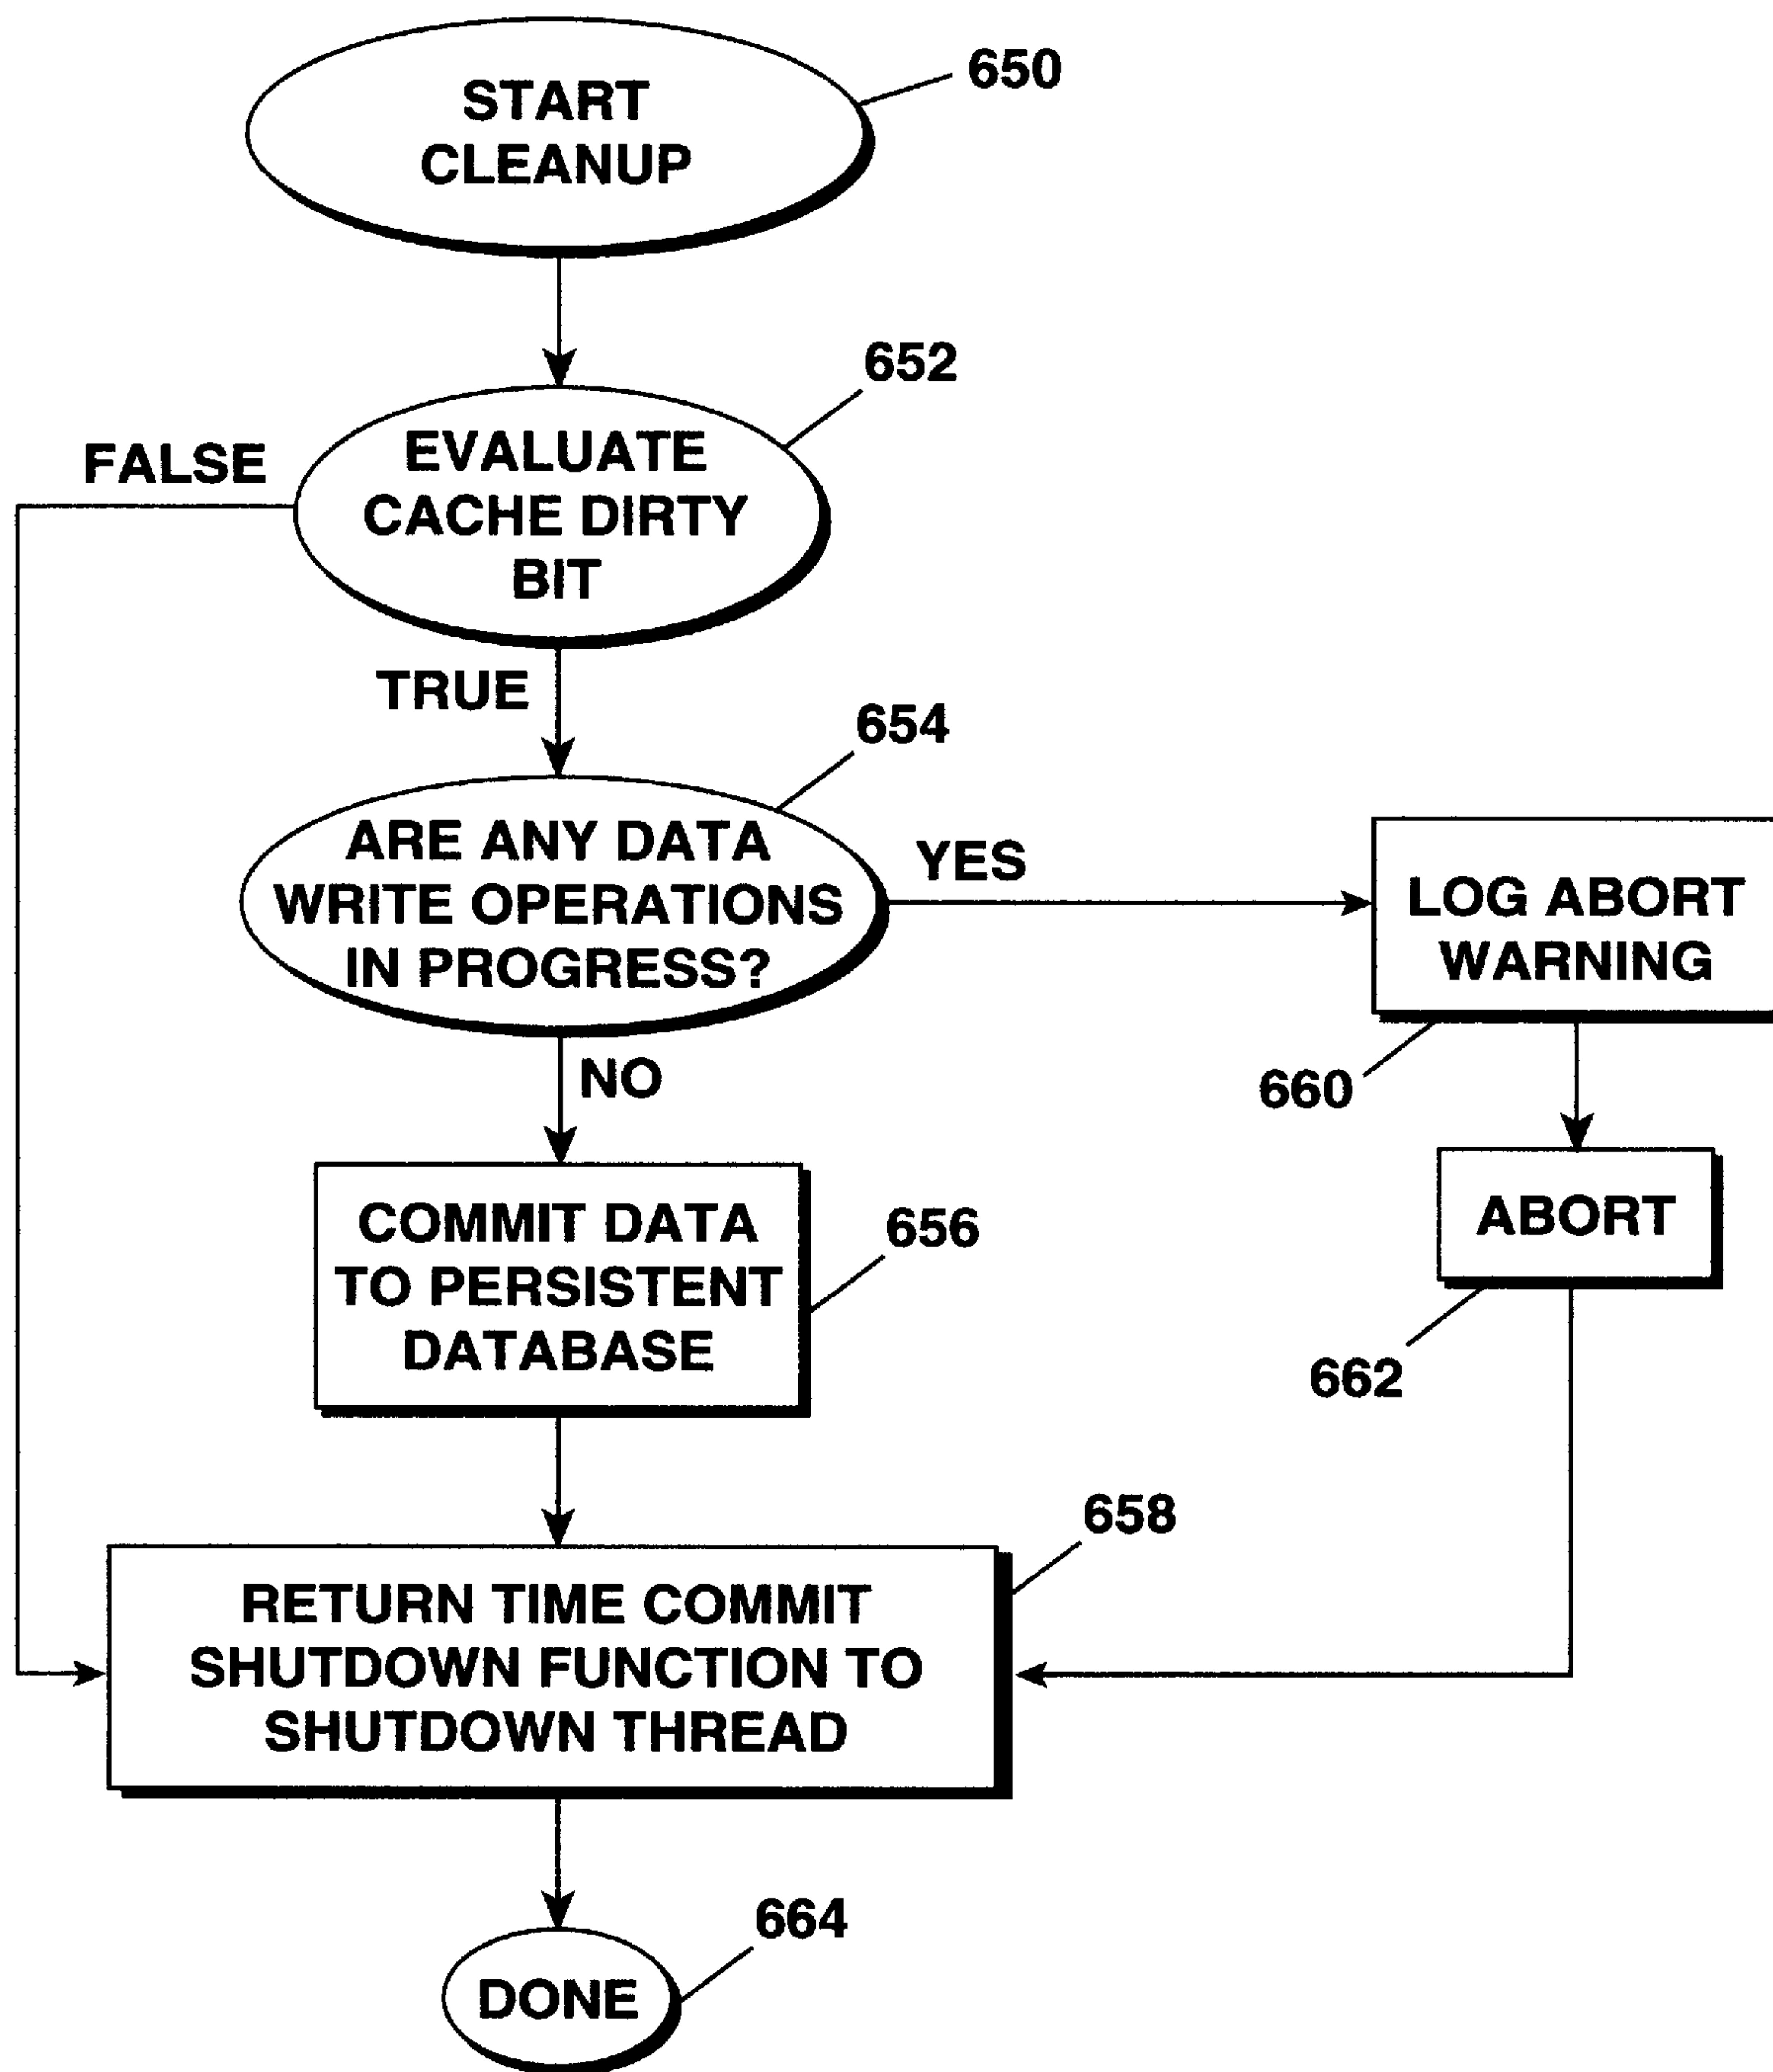 START
CLEANUP
650
EVALUATE
CACHE DIRTY
BIT
652
FALSE
TRUE
ARE ANY DATA
WRITE OPERATIONS
IN PROGRESS?
654
YES
LOG ABORT
WARNING
660
NO
ABORT
662
COMMIT DATA
TO PERSISTENT
DATABASE
656
RETURN TIME COMMIT
SHUTDOWN FUNCTION TO
SHUTDOWN THREAD
658
DONE
664